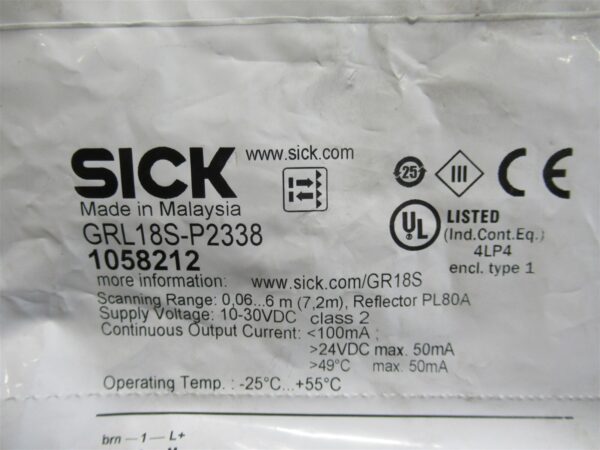 SICK www.sick.com
25 III CE
Made in Malaysia
GRL18S-P2338
1058212
UL LISTED
(Ind.Cont.Eq.)
4LP4
encl. type 1
more information: www.sick.com/GR18S
Scanning Range: 0,06...6 m (7,2m), Reflector PL80A
Supply Voltage: 10-30VDC class 2
Continuous Output Current: <100mA ;
>24VDC max. 50mA
>49°C max. 50mA
Operating Temp. : -25°C...+55°C
brn - 1 - L+